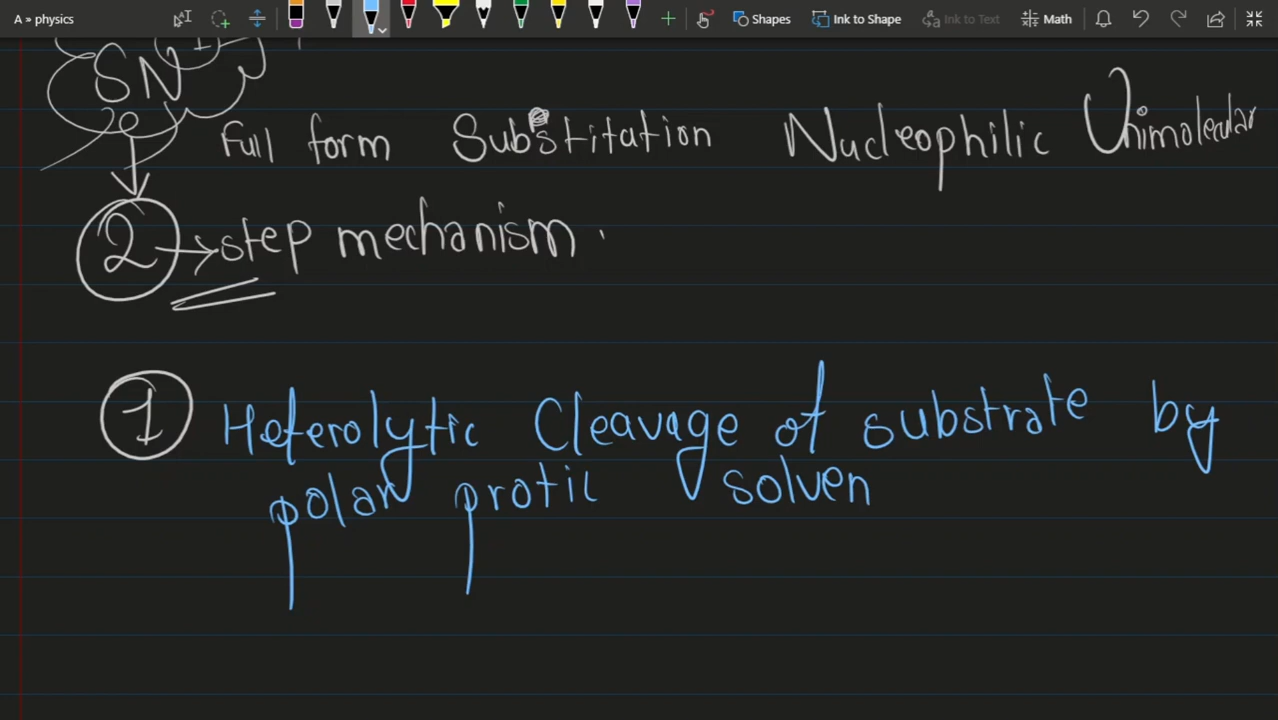 A » physics
Shapes
Ink to Shape
Ink to Text
Math
SN1
Full form Substitation Nucleophilic Unimolecular
2 → step mechanism
1 Heterolytic Cleavage of substrate by
polar protic solven